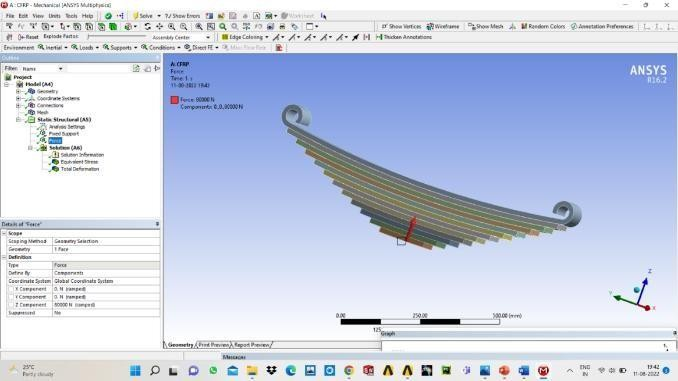 A : CFRP - Mechanical [ANSYS Multiphysics]
File Edit View Units Tools Help Solve Show Errors Worksheet
Show Vertices Wireframe Show Mesh Random Colors Annotation Preferences
Reset Explode Factor: Assembly Center Edge Coloring Thicken Annotations
Environment Inertial Loads Supports Conditions Direct FE Mass Flow Rate
Outline
Filter: Name
Project
Model (A4)
Geometry
Coordinate Systems
Connections
Mesh
Static Structural (A5)
Analysis Settings
Fixed Support
Force
Solution (A6)
Solution Information
Equivalent Stress
Total Deformation
Details of "Force"
Scope
Scoping Method Geometry Selection
Geometry 1 Face
Definition
Type Force
Define By Components
Coordinate System Global Coordinate System
X Component 0. N (ramped)
Y Component 0. N (ramped)
Z Component 80000 N (ramped)
Suppressed No
A: CFRP
Force
Time: 1. s
11-08-2022 19:42
Force: 80000 N
Components: 0.,0.,80000 N
ANSYS
R16.2
Z
Y
X
0.00 250.00 500.00 (mm)
125
Graph
1.
Geometry Print Preview Report Preview
Messages
25°C
Partly cloudy
ENG
IN
19:42
11-08-2022